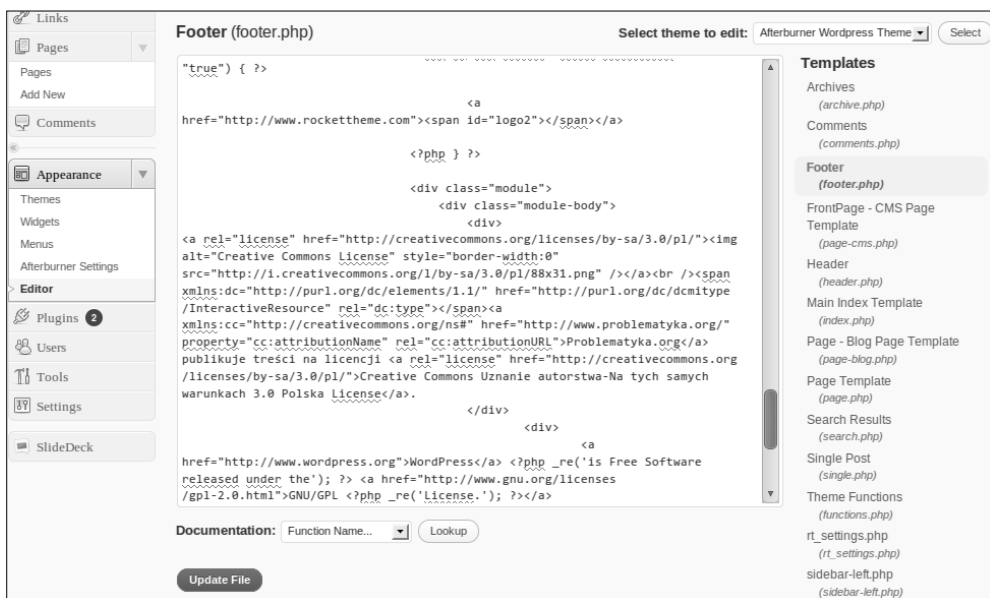 Links
Pages
Pages
Add New
Comments
Appearance
Themes
Widgets
Menus
Afterburner Settings
Editor
Plugins 2
Users
Tools
Settings
SlideDeck
Footer (footer.php)
Select theme to edit: Afterburner Wordpress Theme Select
"true") { ?>
<a
href="http://www.rockettheme.com"><span id="logo2"></span></a>
<?php } ?>
<div class="module">
<div class="module-body">
<div>
<a rel="license" href="http://creativecommons.org/licenses/by-sa/3.0/pl/"><img
alt="Creative Commons License" style="border-width:0"
src="http://i.creativecommons.org/l/by-sa/3.0/pl/88x31.png" /></a><br /><span
xmlns:dc="http://purl.org/dc/elements/1.1/" href="http://purl.org/dc/dcmitype
/InteractiveResource" rel="dc:type"></span><a
xmlns:cc="http://creativecommons.org/ns#" href="http://www.problematyka.org/"
property="cc:attributionName" rel="cc:attributionURL">Problematyka.org</a>
publikuje treści na licencji <a rel="license" href="http://creativecommons.org
/licenses/by-sa/3.0/pl/">Creative Commons Uznanie autorstwa-Na tych samych
warunkach 3.0 Polska License</a>.
</div>
<div>
<a
href="http://www.wordpress.org">WordPress</a> <?php _re('is Free Software
released under the'); ?> <a href="http://www.gnu.org/licenses
/gpl-2.0.html">GNU/GPL <?php _re('License.'); ?></a>
Documentation: Function Name... Lookup
Update File
Templates
Archives
(archive.php)
Comments
(comments.php)
Footer
(footer.php)
FrontPage - CMS Page
Template
(page-cms.php)
Header
(header.php)
Main Index Template
(index.php)
Page - Blog Page Template
(page-blog.php)
Page Template
(page.php)
Search Results
(search.php)
Single Post
(single.php)
Theme Functions
(functions.php)
rt_settings.php
(rt_settings.php)
sidebar-left.php
(sidebar-left.php)